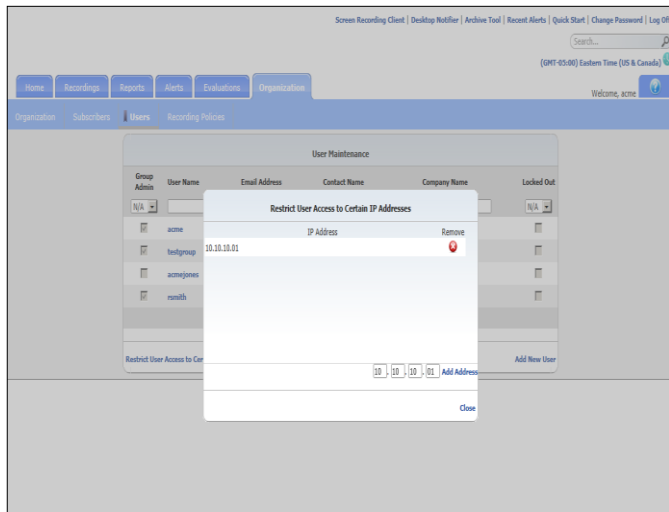 Screen Recording Client | Desktop Notifier | Archive Tool | Recent Alerts | Quick Start | Change Password | Log Off
Search...
(GMT-05:00) Eastern Time (US & Canada)
Home Recordings Reports Alerts Evaluations Organization
Welcome, acme
Organization Subscribers Users Recording Policies
User Maintenance
Group Admin User Name Email Address Contact Name Company Name Locked Out
N/A N/A
Restrict User Access to Certain IP Addresses
IP Address Remove
acme
10.10.10.01
testgroup
acmejones
rsmith
Restrict User Access to Cer
Add New User
10 . 10 . 10 . 01 Add Address
Close